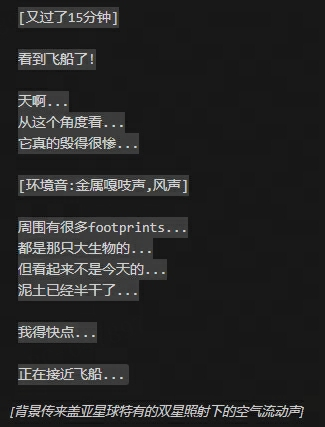 [又过了15分钟]
看到飞船了!
天啊...
从这个角度看...
它真的毁得很惨...
[环境音:金属嘎吱声,风声]
周围有很多footprints...
都是那只大生物的...
但看起来不是今天的...
泥土已经半干了...
我得快点...
正在接近飞船...
[背景传来盖亚星球特有的双星照射下的空气流动声]